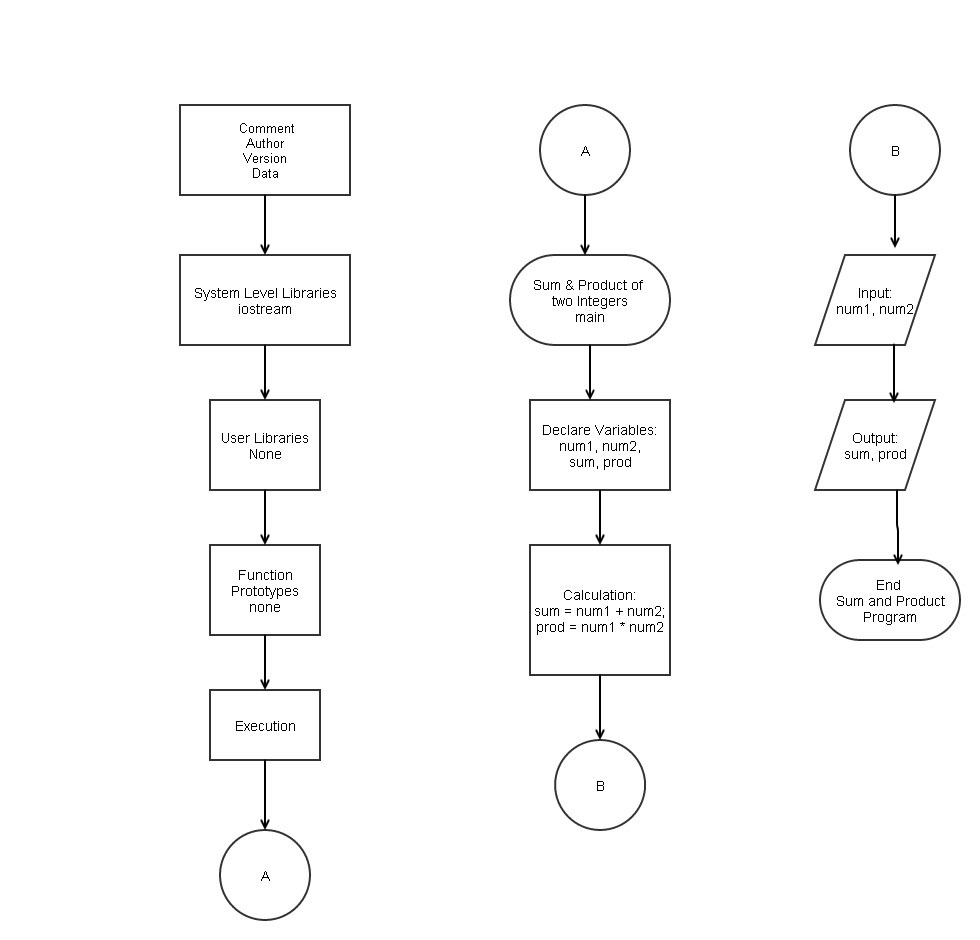 Comment
Author
Version
Data
System Level Libraries
iostream
User Libraries
None
Function
Prototypes
none
Execution
A
A
Sum & Product of
two Integers
main
Declare Variables:
num1, num2,
sum, prod
Calculation:
sum = num1 + num2;
prod = num1 * num2
B
B
Input:
num1, num2
Output:
sum, prod
End
Sum and Product
Program